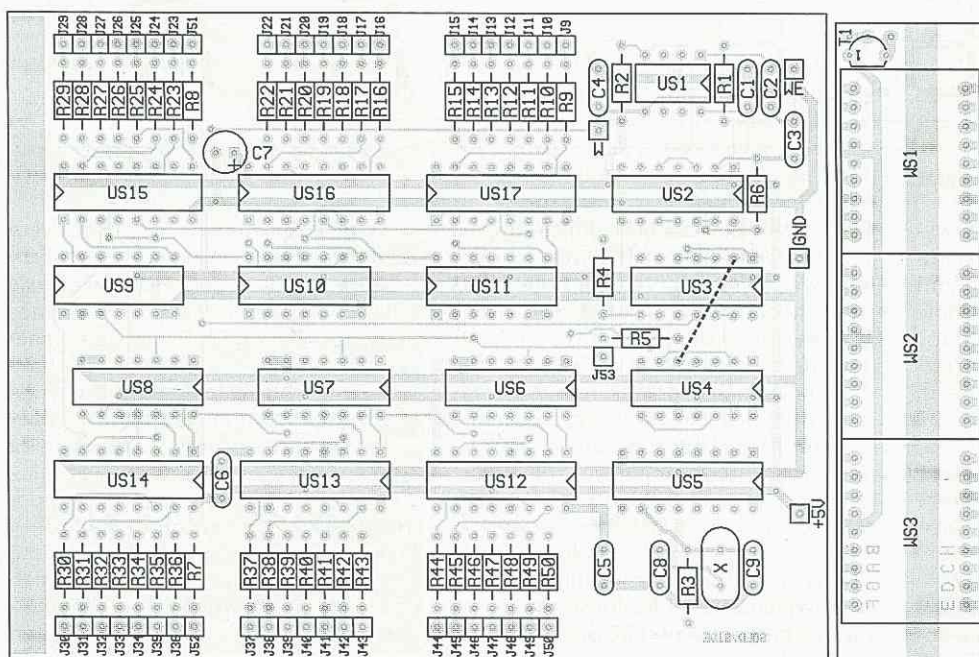 J29 J28 J27 J26 J25 J24 J23 J51 J22 J21 J20 J19 J18 J17 J16 J15 J14 J13 J12 J11 J10 J9
R29 R28 R27 R26 R25 R24 R23 R8 R22 R21 R20 R19 R18 R17 R16 R15 R14 R13 R12 R11 R10 R9 C4 R2 US1 R1 C1 C2 WE
T1
1
W C3
C7
+
US15 US16 US17 US2 R6
WS1
GND
US9 US10 US11 R4 US3
R5
J53
WS2
US8 US7 US6 US4
US14 C6 US13 US12 US5
+5V
WS3
R30 R31 R32 R33 R34 R35 R36 R7 R37 R38 R39 R40 R41 R42 R43 R44 R45 R46 R47 R48 R49 R50 C5 C8 R3 X C9
J30 J31 J32 J33 J34 J35 J36 J52 J37 J38 J39 J40 J41 J42 J43 J44 J45 J46 J47 J48 J49 J50
SOLD.SIDE